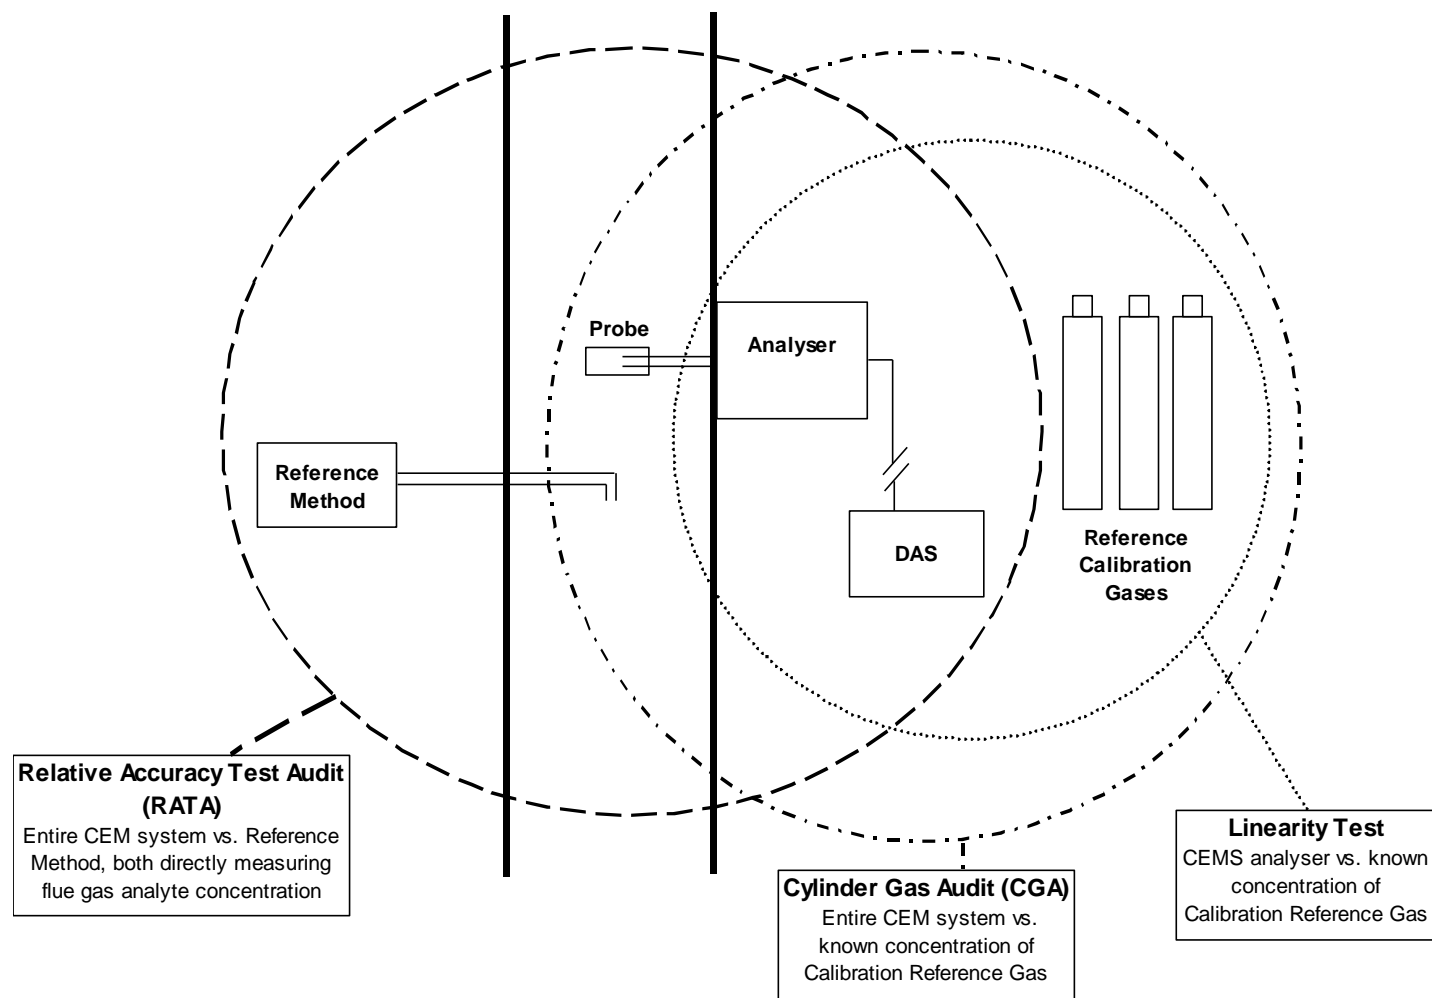 Probe
Analyser
Reference
Method
DAS
Reference
Calibration
Gases
Relative Accuracy Test Audit
(RATA)
Entire CEM system vs. Reference
Method, both directly measuring
flue gas analyte concentration
Cylinder Gas Audit (CGA)
Entire CEM system vs.
known concentration of
Calibration Reference Gas
Linearity Test
CEMS analyser vs. known
concentration of
Calibration Reference Gas